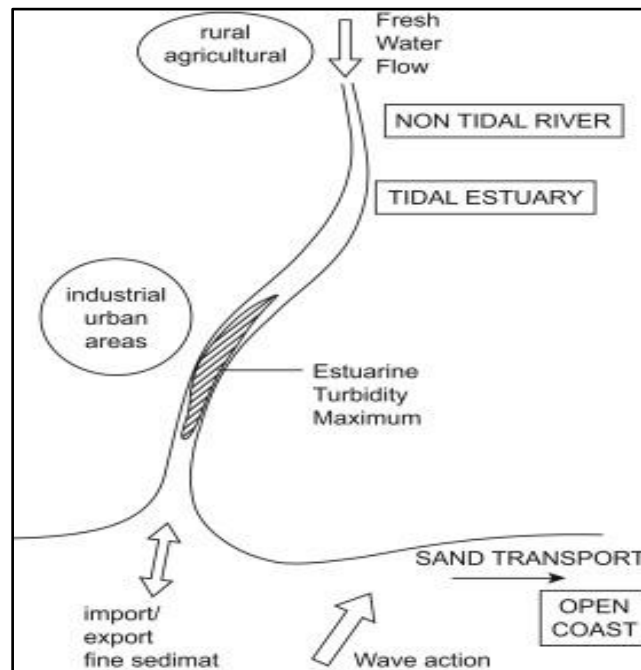 rural
agricultural
Fresh
Water
Flow
NON TIDAL RIVER
TIDAL ESTUARY
industrial
urban
areas
Estuarine
Turbidity
Maximum
SAND TRANSPORT
OPEN
COAST
import/
export
fine sedimat
Wave action